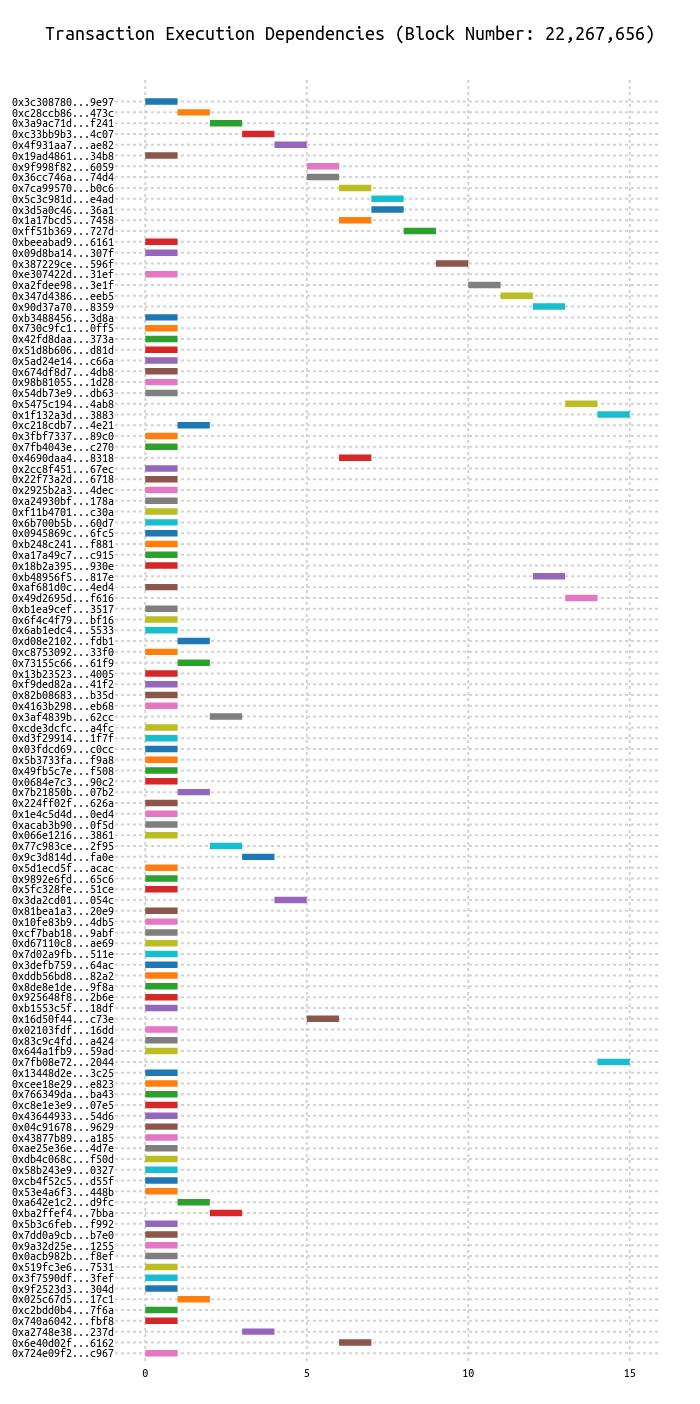 Transaction Execution Dependencies (Block Number: 22,267,656)
0x3c308780...9e97
0xc28ccb86...473c
0x3a9ac71d...f241
0xc33bb9b3...4c07
0x4f931aa7...ae82
0x19ad4861...34b8
0x9f998f82...6059
0x36cc746a...74d4
0x7ca99570...b0c6
0x5c3c981d...e4ad
0x3d5a0c46...36a1
0x1a17bcd5...7458
0xff51b369...727d
0xbeeabad9...6161
0x09d8ba14...307f
0x387229ce...596f
0xe307422d...31ef
0xa2fdee98...3e1f
0x347d4386...eeb5
0x90d37a70...8359
0xb3488456...3d8a
0x730c9fc1...0ff5
0x42fd8daa...373a
0x51d8b606...d81d
0x5ad24e14...c66a
0x674df8d7...4db8
0x98b81055...1d28
0x54db73e9...db63
0x5475c194...4ab8
0x1f132a3d...3883
0xc218cdb7...4e21
0x3fbf7337...89c0
0x7fb4043e...c270
0x4690daa4...8318
0x2cc8f451...67ec
0x22f73a2d...6718
0x2925b2a3...4dec
0xa24930bf...178a
0xf11b4701...c30a
0x6b700b5b...60d7
0x0945869c...6fc5
0xb248c241...f881
0xa17a49c7...c915
0x18b2a395...930e
0xb48956f5...817e
0xaf681d0c...4ed4
0x49d2695d...f616
0xb1ea9cef...3517
0x6f4c4f79...bf16
0x6ab1edc4...5533
0xd08e2102...fdb1
0xc8753092...33f0
0x73155c66...61f9
0x13b23523...4005
0xf9ded82a...41f2
0x82b08683...b35d
0x4163b298...eb68
0x3af4839b...62cc
0xcde3dcfc...a4fc
0xd3f29914...1f7f
0x03fdcd69...c0cc
0x5b3733fa...f9a8
0x49fb5c7e...f508
0x0684e7c3...90c2
0x7b21850b...07b2
0x224ff02f...626a
0x1e4c5d4d...0ed4
0xacab3b90...0f5d
0x066e1216...3861
0x77c983ce...2f95
0x9c3d814d...fa0e
0x5d1ecd5f...acac
0x9892e6fd...65c6
0x5fc328fe...51ce
0x3da2cd01...054c
0x81bea1a3...20e9
0x10fe83b9...4db5
0xcf7bab18...9abf
0xd67110c8...ae69
0x7d02a9fb...511e
0x3defb759...64ac
0xddb56bd8...82a2
0x8de8e1de...9f8a
0x925648f8...2b6e
0xb1553c5f...18df
0x16d50f44...c73e
0x02103fdf...16dd
0x83c9c4fd...a424
0x644a1fb9...59ad
0x7fb08e72...2044
0x13448d2e...3c25
0xcee18e29...e823
0x766349da...ba43
0xc8e1e3e9...07e5
0x43644933...54d6
0x04c91678...9629
0x43877b89...a185
0xae25e36e...4d7e
0xdb4c068c...f50d
0x58b243e9...0327
0xcb4f52c5...d55f
0x53e4a6f3...448b
0xa642e1c2...d9fc
0xba2ffef4...7bba
0x5b3c6feb...f992
0x7dd0a9cb...b7e0
0x9a32d25e...1255
0x0acb982b...f8ef
0x519fc3e6...7531
0x3f7590df...3fef
0x9f2523d3...304d
0x025c67d5...17c1
0xc2bdd0b4...7f6a
0x740a6042...fbf8
0xa2748e38...237d
0x6e40d02f...6162
0x724e09f2...c967
0 5 10 15